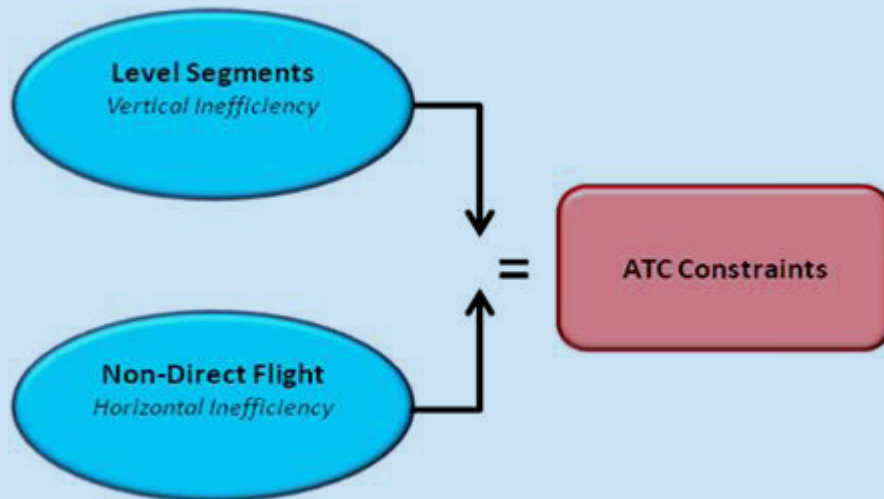 Level Segments
Vertical Inefficiency
=
ATC Constraints
Non-Direct Flight
Horizontal Inefficiency